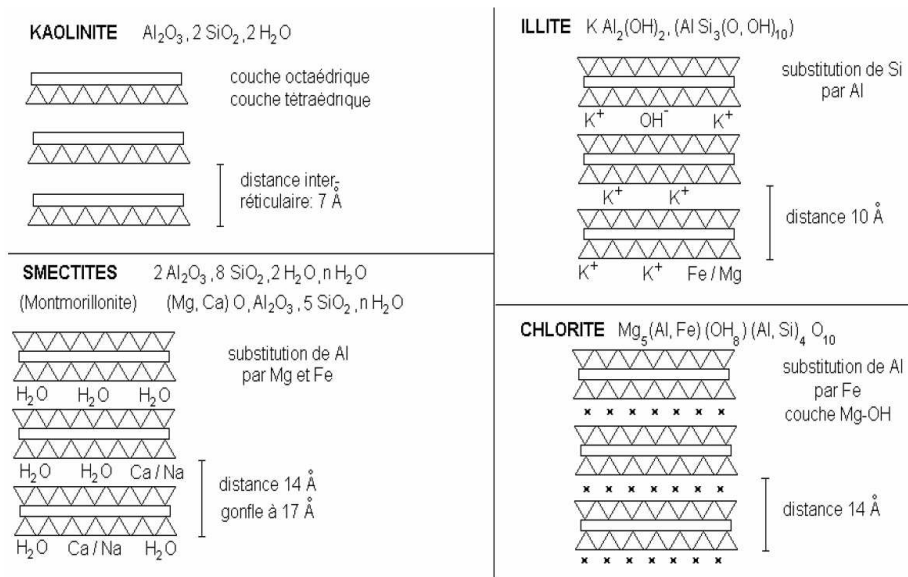 KAOLINITE Al₂O₃, 2 SiO₂, 2 H₂O
couche octaédrique
couche tétraédrique
distance inter-
réticulaire: 7 Å
SMECTITES 2 Al₂O₃, 8 SiO₂, 2 H₂O, n H₂O
(Montmorillonite) (Mg, Ca) O, Al₂O₃, 5 SiO₂, n H₂O
substitution de Al
par Mg et Fe
H₂O H₂O H₂O
H₂O H₂O Ca / Na
distance 14 Å
gonfle à 17 Å
H₂O Ca / Na H₂O
ILLITE K Al₂(OH)₂, (Al Si₃(O, OH)₁₀)
substitution de Si
par Al
K⁺ OH⁻ K⁺
K⁺ K⁺
distance 10 Å
K⁺ K⁺ Fe / Mg
CHLORITE Mg₅(Al, Fe) (OH₈) (Al, Si)₄ O₁₀
substitution de Al
par Fe
couche Mg-OH
distance 14 Å